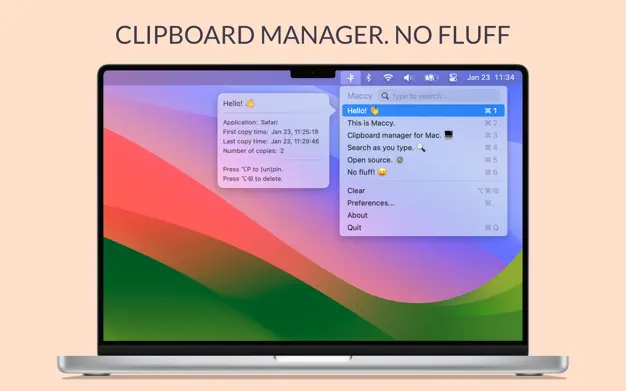 CLIPBOARD MANAGER. NO FLUFF
Jan 23 11:34
Maccy type to search...
Hello! 👋 ⌘ 1
This is Maccy. ⌘ 2
Clipboard manager for Mac. 💻 ⌘ 3
Search as you type. 🔍 ⌘ 4
Open source. ⌘ 5
No fluff! 😛 ⌘ 6
Clear ⌥⌘⌫
Preferences... ⌘ ,
About
Quit ⌘ Q
Hello! 👋
Application: Safari
First copy time: Jan 23, 11:25:18
Last copy time: Jan 23, 11:29:46
Number of copies: 2
Press ⌥P to (un)pin.
Press ⌥⌫ to delete.